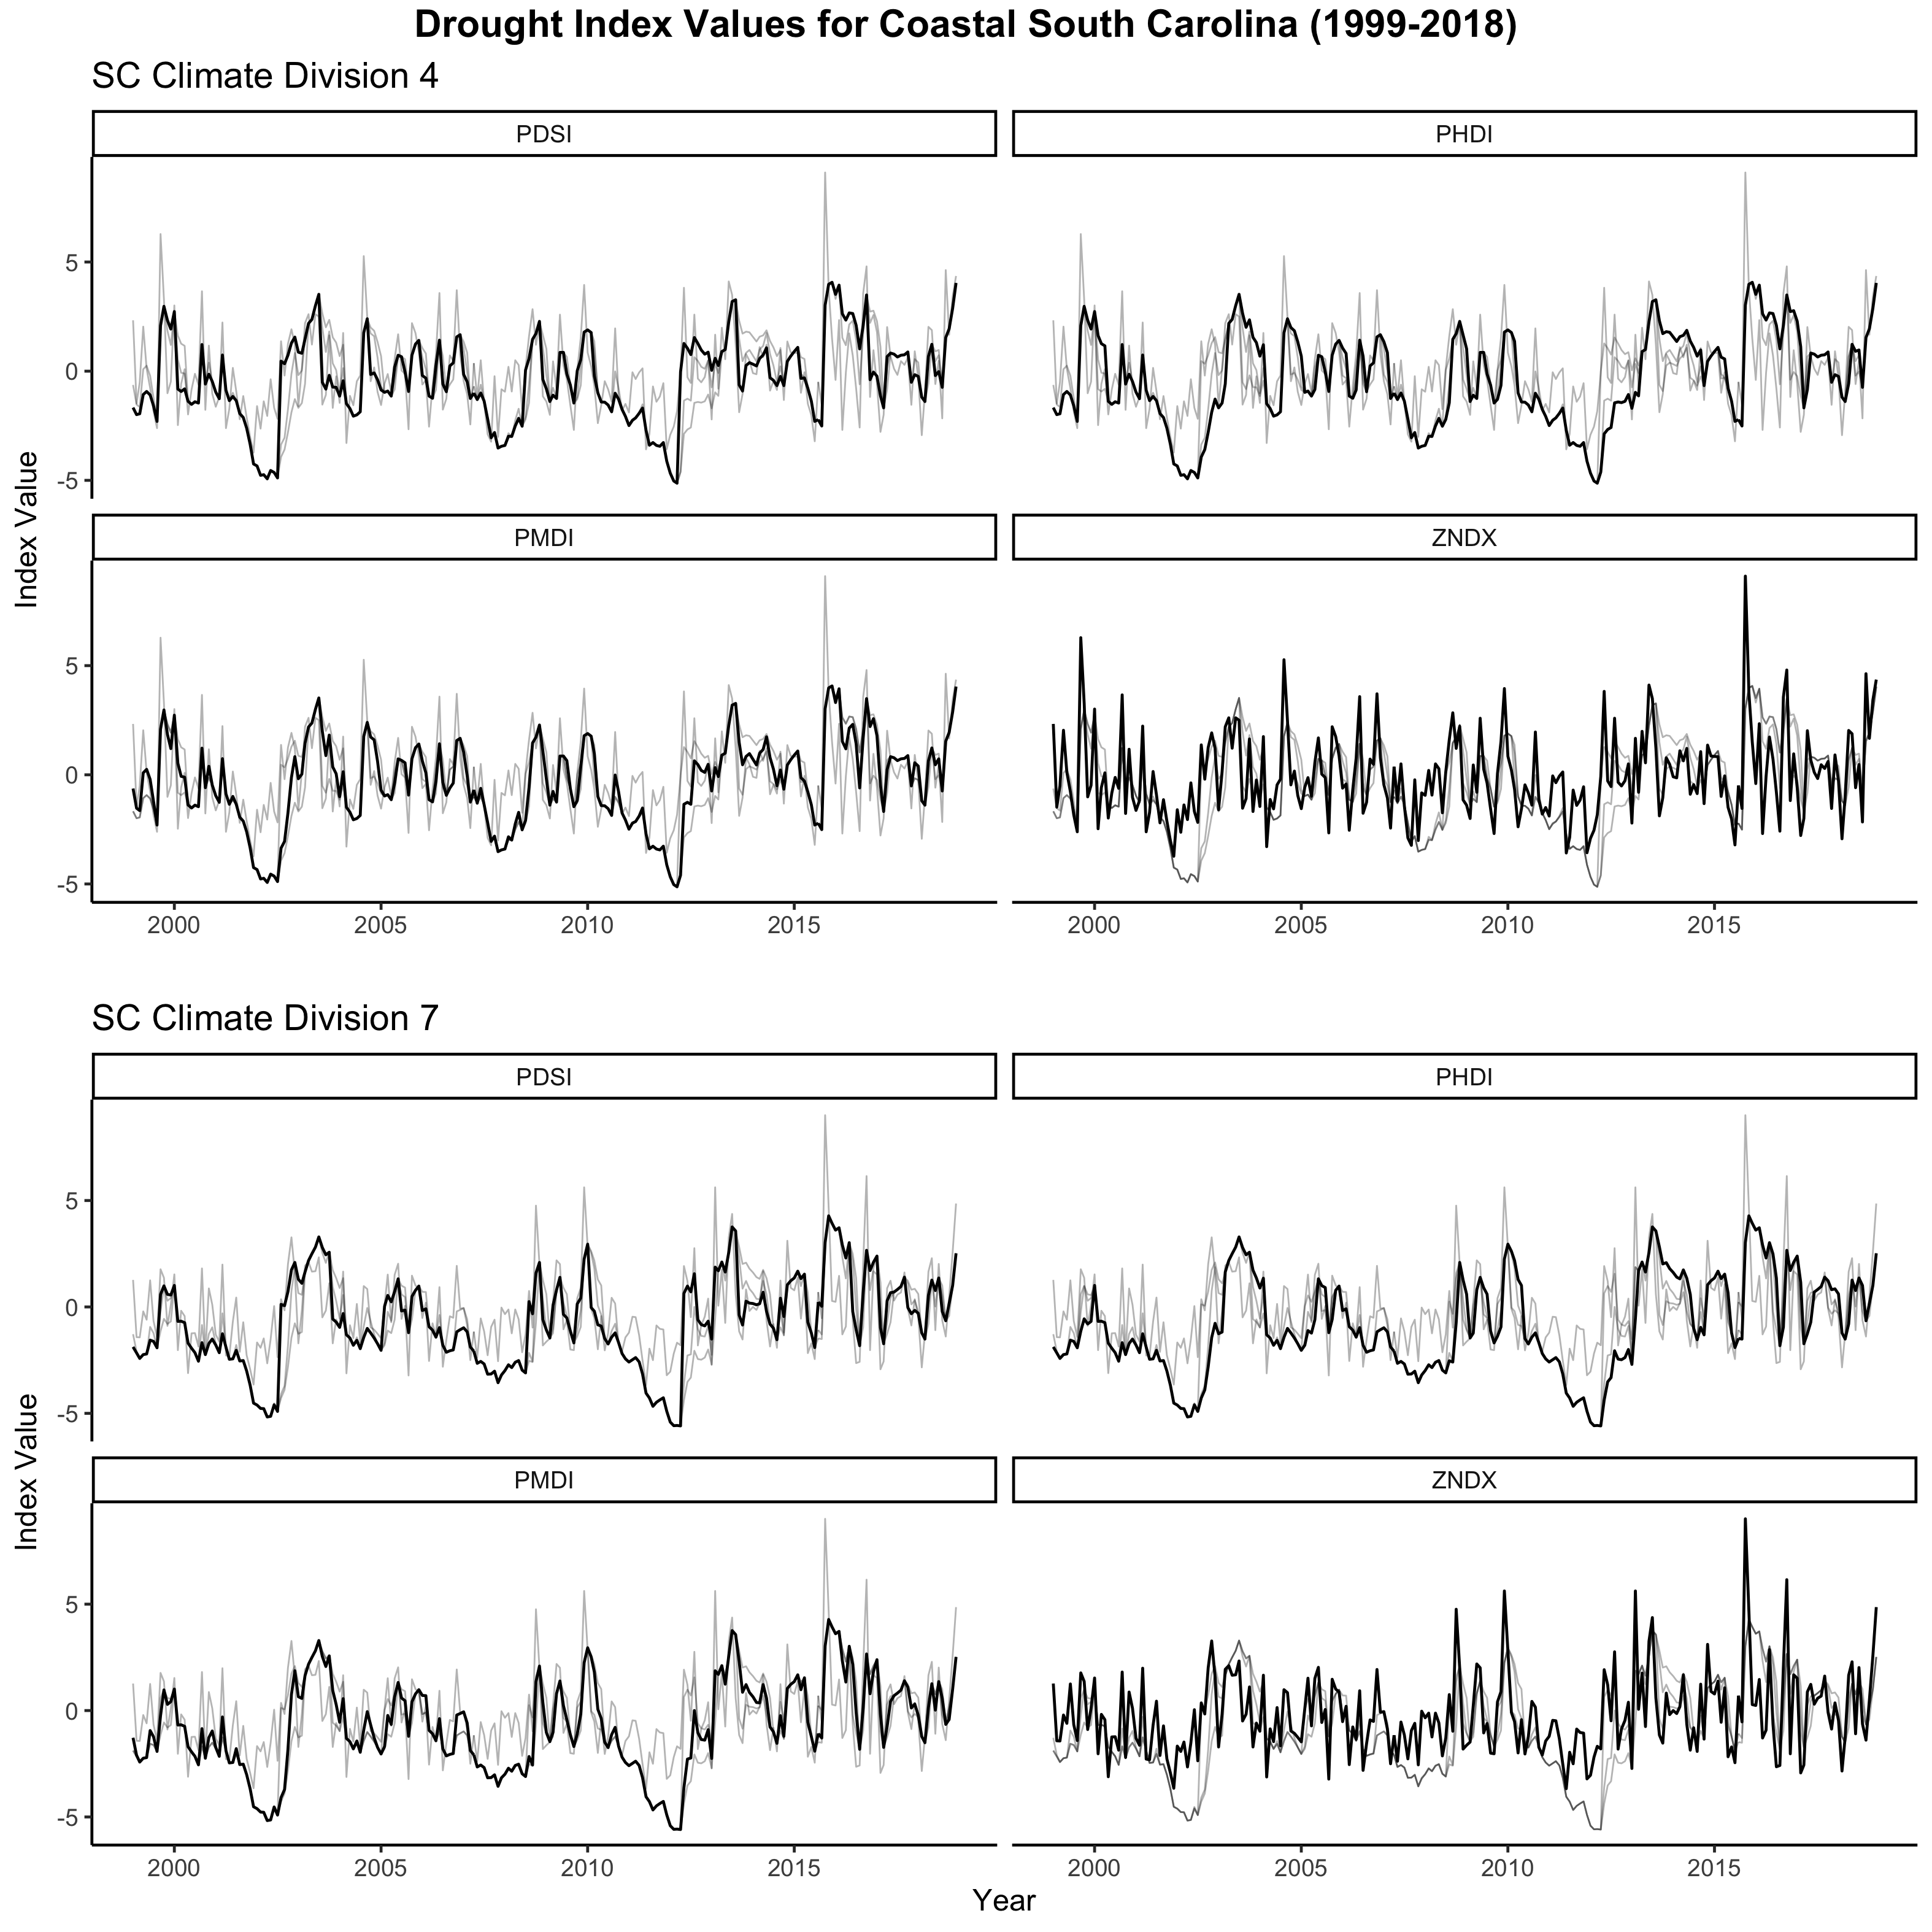 Drought Index Values for Coastal South Carolina (1999-2018)
SC Climate Division 4
PDSI PHDI
5
0
-5
Index Value
PMDI ZNDX
5
0
-5
2000 2005 2010 2015 2000 2005 2010 2015
SC Climate Division 7
PDSI PHDI
5
0
-5
Index Value
PMDI ZNDX
5
0
-5
2000 2005 2010 2015 2000 2005 2010 2015
Year